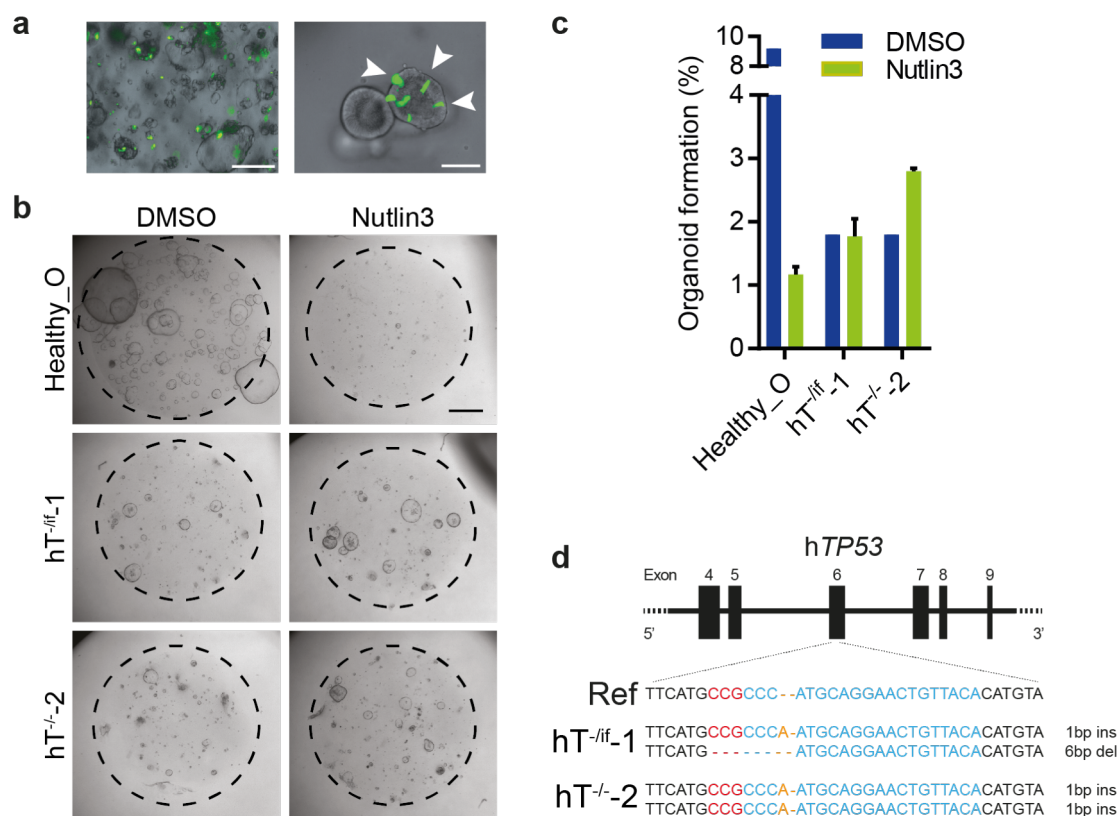 a
b
DMSO Nutlin3
Healthy_O
hT-/if-1
hT-/--2
c
Organoid formation (%)
10
8
4
3
2
1
0
DMSO
Nutlin3
Healthy_O
hT-/if-1
hT-/--2
d
hTP53
Exon 4 5 6 7 8 9
5’ 3’
Ref TTCATGCCGCCC--ATGCAGGAACTGTTACACATGTA
hT-/if-1 TTCATGCCGCCCA-ATGCAGGAACTGTTACACATGTA 1bp ins
TTCATG--------ATGCAGGAACTGTTACACATGTA 6bp del
hT-/--2 TTCATGCCGCCCA-ATGCAGGAACTGTTACACATGTA 1bp ins
TTCATGCCGCCCA-ATGCAGGAACTGTTACACATGTA 1bp ins